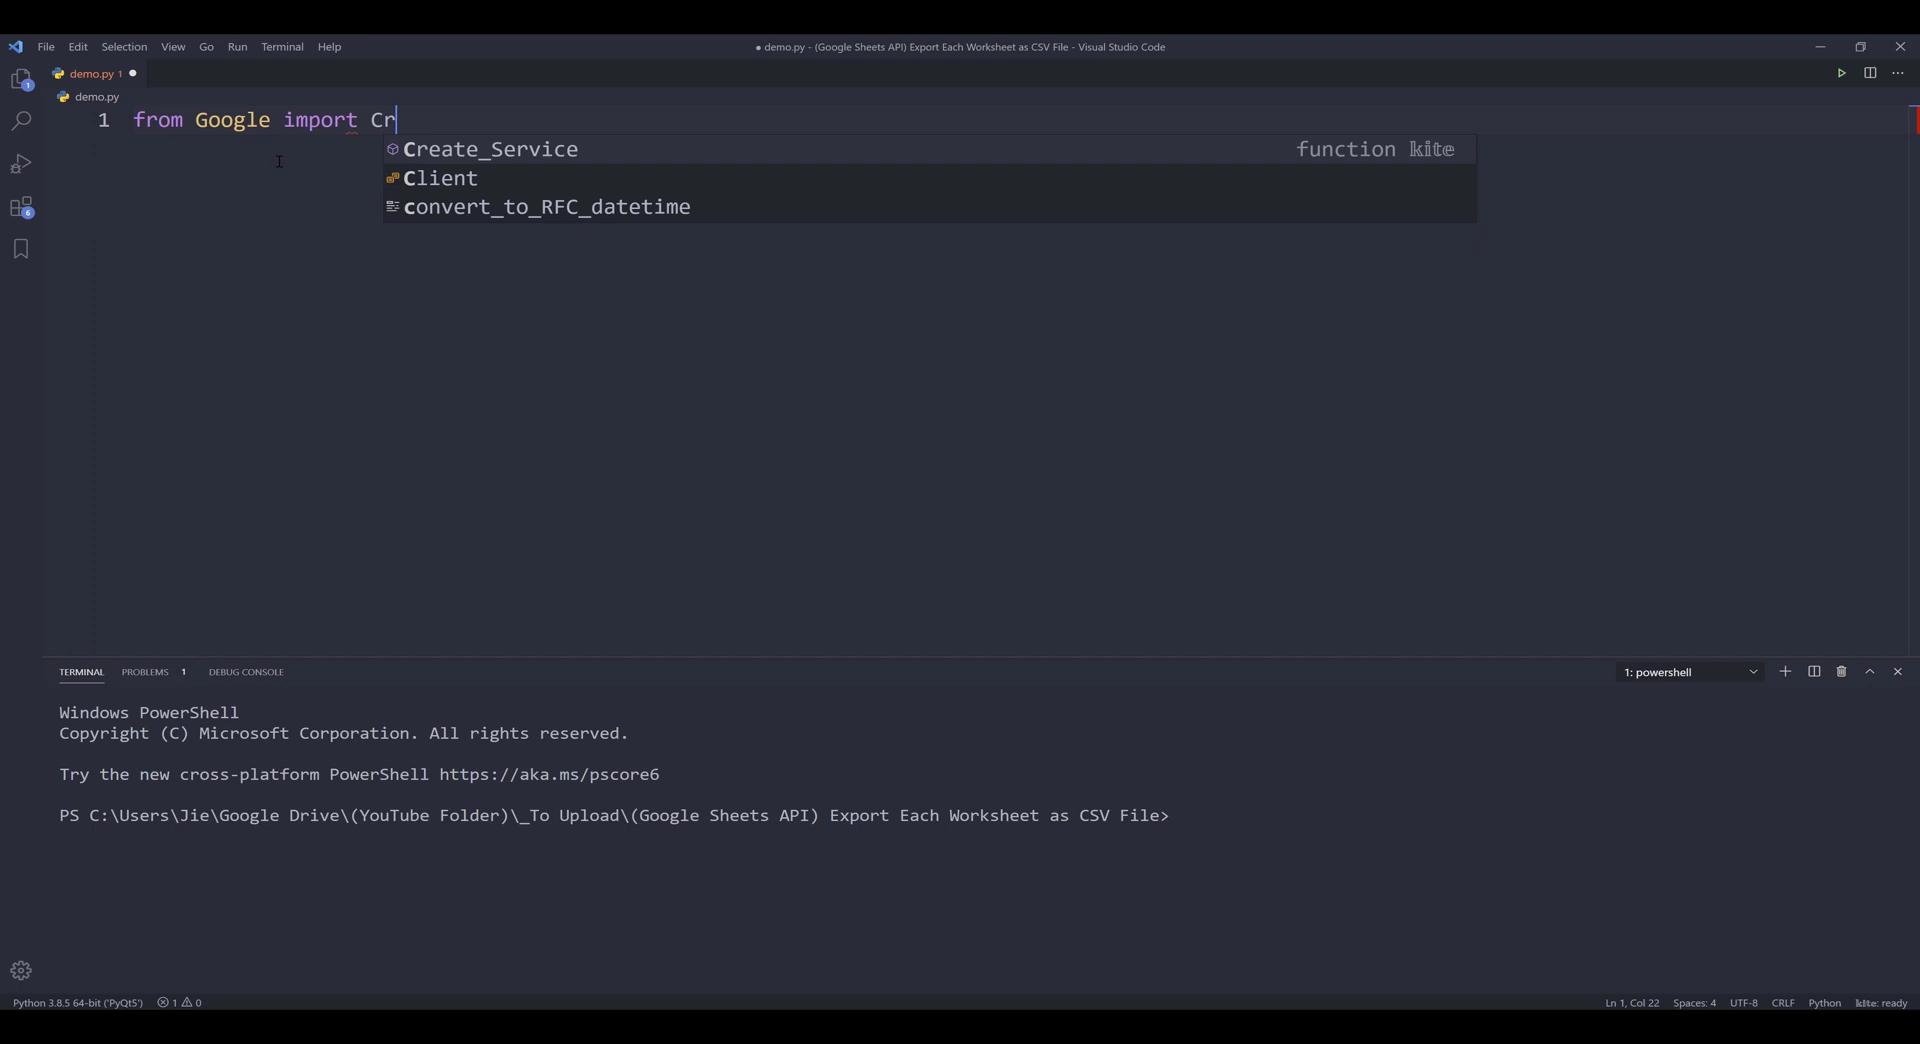 File Edit Selection View Go Run Terminal Help
● demo.py - (Google Sheets API) Export Each Worksheet as CSV File - Visual Studio Code
demo.py 1
demo.py
1 from Google import Cr
Create_Service function kite
Client
convert_to_RFC_datetime
1
6
TERMINAL PROBLEMS 1 DEBUG CONSOLE
1: powershell
Windows PowerShell
Copyright (C) Microsoft Corporation. All rights reserved.
Try the new cross-platform PowerShell https://aka.ms/pscore6
PS C:\Users\Jie\Google Drive\(YouTube Folder)\_To Upload\(Google Sheets API) Export Each Worksheet as CSV File>
Python 3.8.5 64-bit ('PyQt5') 1 0
Ln 1, Col 22 Spaces: 4 UTF-8 CRLF Python kite: ready